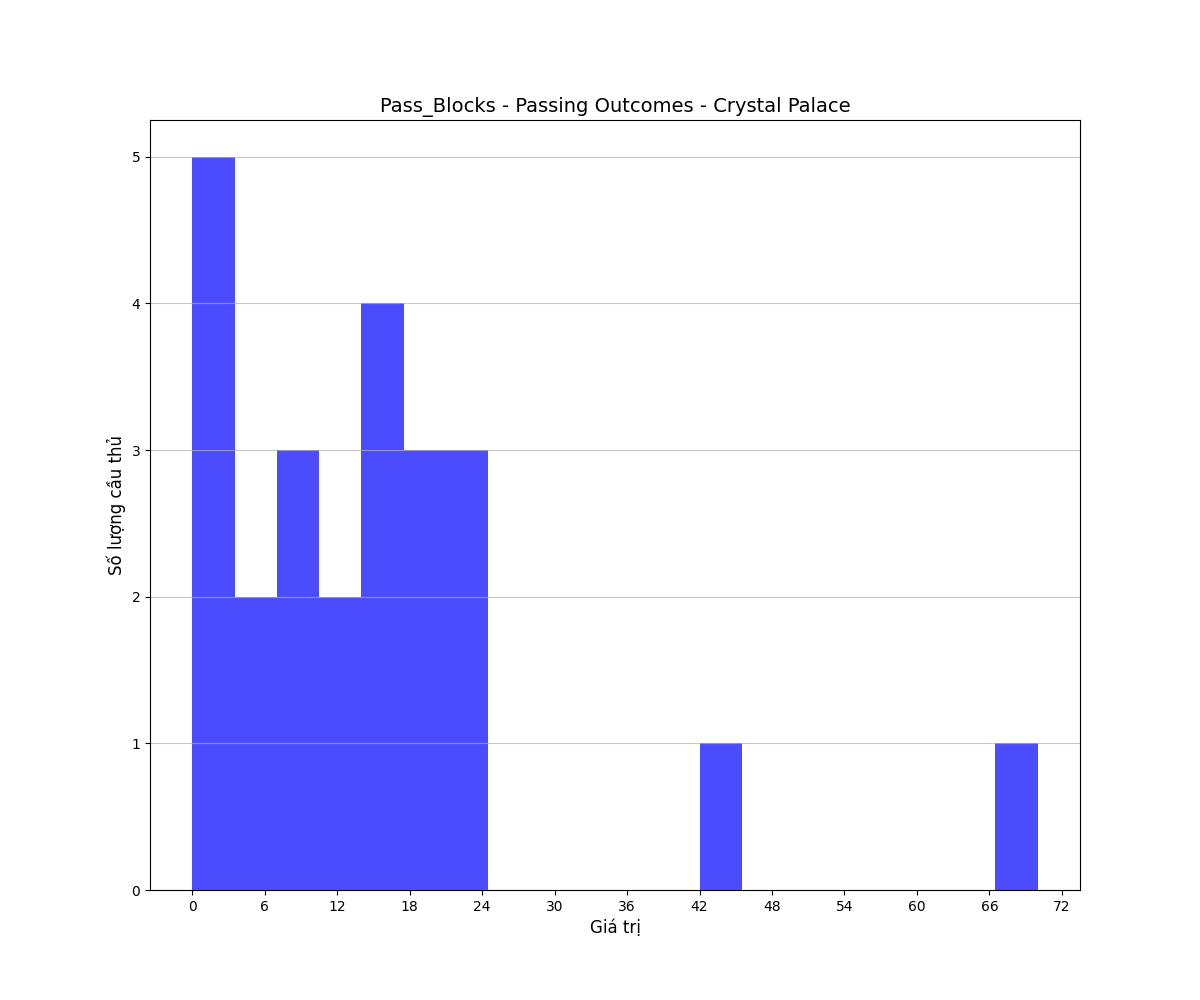 Pass_Blocks - Passing Outcomes - Crystal Palace
Số lượng cầu thủ
5
4
3
2
1
0
0 6 12 18 24 30 36 42 48 54 60 66 72
Giá trị